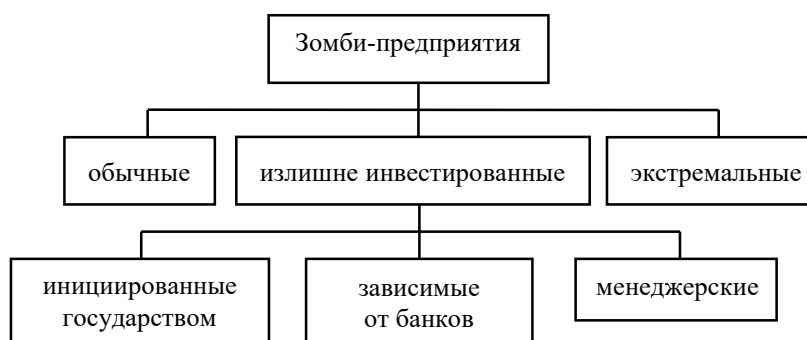 Зомби-предприятия
обычные
излишне инвестированные
экстремальные
инициированные
государством
зависимые
от банков
менеджерские